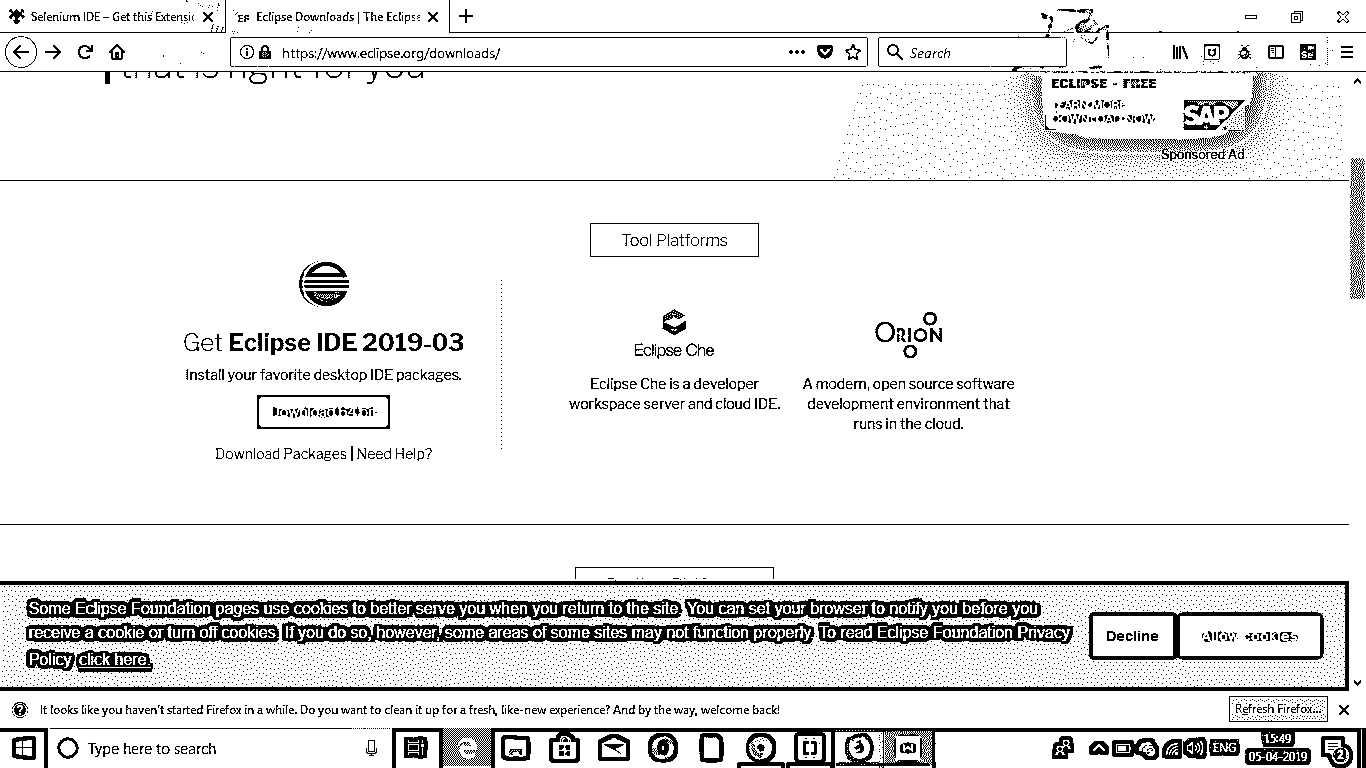 Selenium IDE – Get this Extensio
Eclipse Downloads | The Eclipse
https://www.eclipse.org/downloads/
Search
that is right for you
ECLIPSE - FREE
LEARN MORE
DOWNLOAD NOW
SAP
Sponsored Ad
Tool Platforms
Get Eclipse IDE 2019-03
Install your favorite desktop IDE packages.
Download 64-bit
Download Packages | Need Help?
Eclipse Che
Eclipse Che is a developer
workspace server and cloud IDE.
ORION
A modern, open source software
development environment that
runs in the cloud.
Some Eclipse Foundation pages use cookies to better serve you when you return to the site. You can set your browser to notify you before you
receive a cookie or turn off cookies. If you do so, however, some areas of some sites may not function properly. To read Eclipse Foundation Privacy
Policy click here.
Decline
Allow cookies
It looks like you haven't started Firefox in a while. Do you want to clean it up for a fresh, like-new experience? And by the way, welcome back!
Refresh Firefox...
Type here to search
ENG
15:49
05-04-2019
2